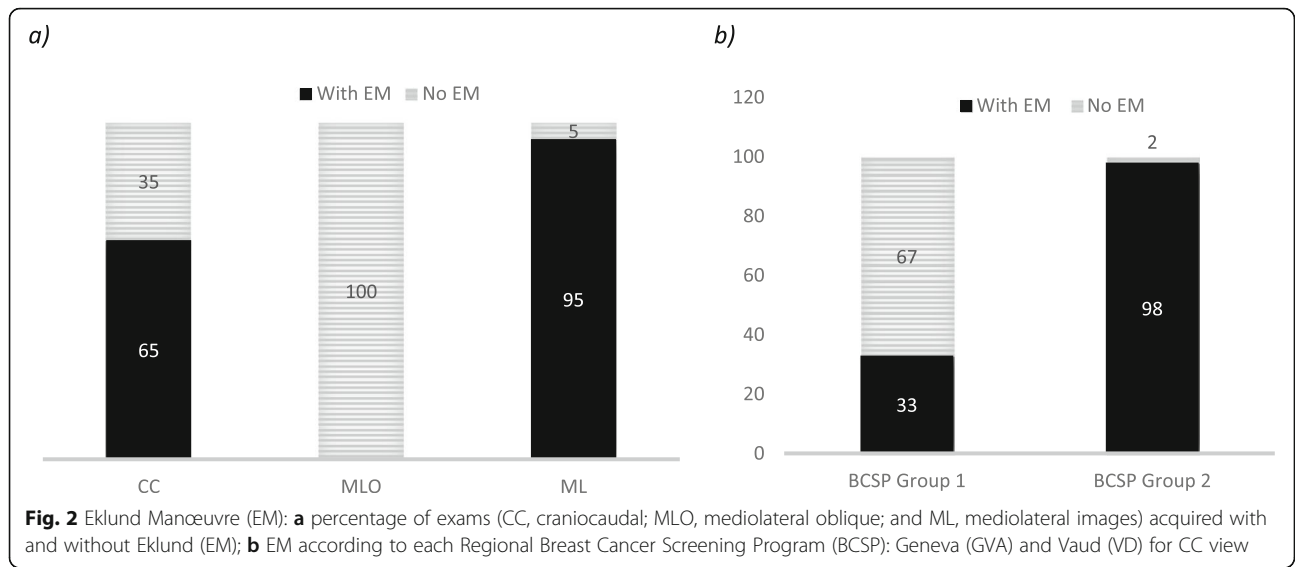 a)
With EM No EM
35
65
100
5
95
CC MLO ML
b)
With EM No EM
120
100
80
60
40
20
0
67
33
2
98
BCSP Group 1 BCSP Group 2
Fig. 2 Eklund Manœuvre (EM): a percentage of exams (CC, craniocaudal; MLO, mediolateral oblique; and ML, mediolateral images) acquired with
and without Eklund (EM); b EM according to each Regional Breast Cancer Screening Program (BCSP): Geneva (GVA) and Vaud (VD) for CC view